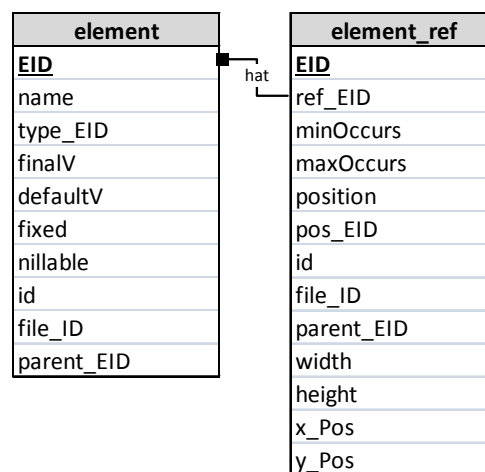 element
EID
name
type_EID
finalV
defaultV
fixed
nillable
id
file_ID
parent_EID
hat
element_ref
EID
ref_EID
minOccurs
maxOccurs
position
pos_EID
id
file_ID
parent_EID
width
height
x_Pos
y_Pos